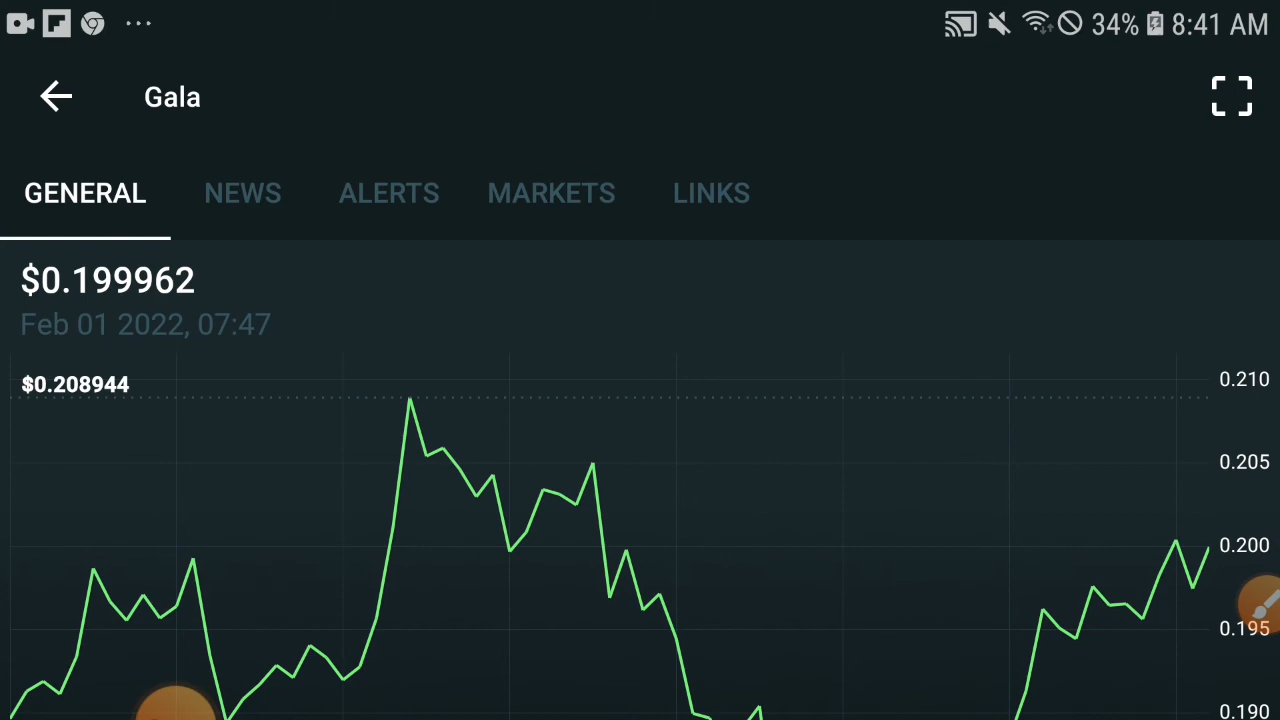 34% 8:41 AM
Gala
GENERAL NEWS ALERTS MARKETS LINKS
$0.199962
Feb 01 2022, 07:47
$0.208944
0.210
0.205
0.200
0.195
0.190